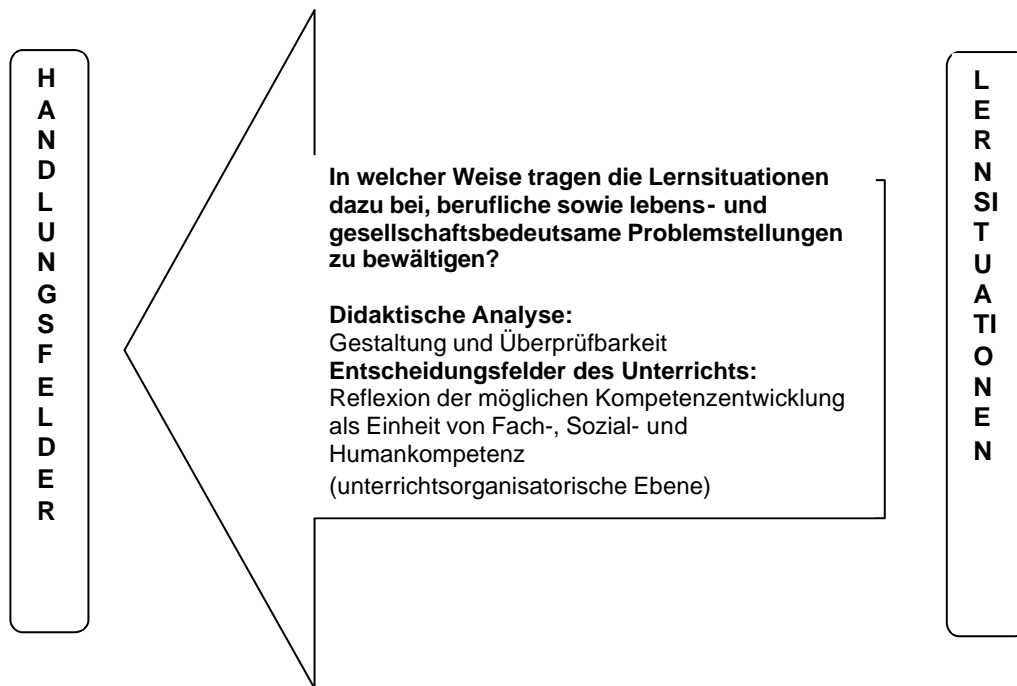 H
A
N
D
L
U
N
G
S
F
E
L
D
E
R
In welcher Weise tragen die Lernsituationen
dazu bei, berufliche sowie lebens- und
gesellschaftsbedeutsame Problemstellungen
zu bewältigen?
Didaktische Analyse:
Gestaltung und Überprüfbarkeit
Entscheidungsfelder des Unterrichts:
Reflexion der möglichen Kompetenzentwicklung
als Einheit von Fach-, Sozial- und
Humankompetenz
(unterrichtsorganisatorische Ebene)
L
E
R
N
SI
T
U
A
TI
O
N
E
N